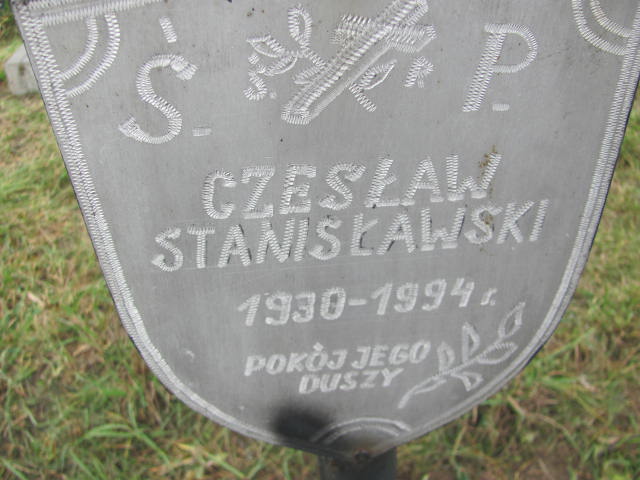 Ś. P.
CZESŁAW
STANISŁAWSKI
1930-1994 r.
POKÓJ JEGO
DUSZY